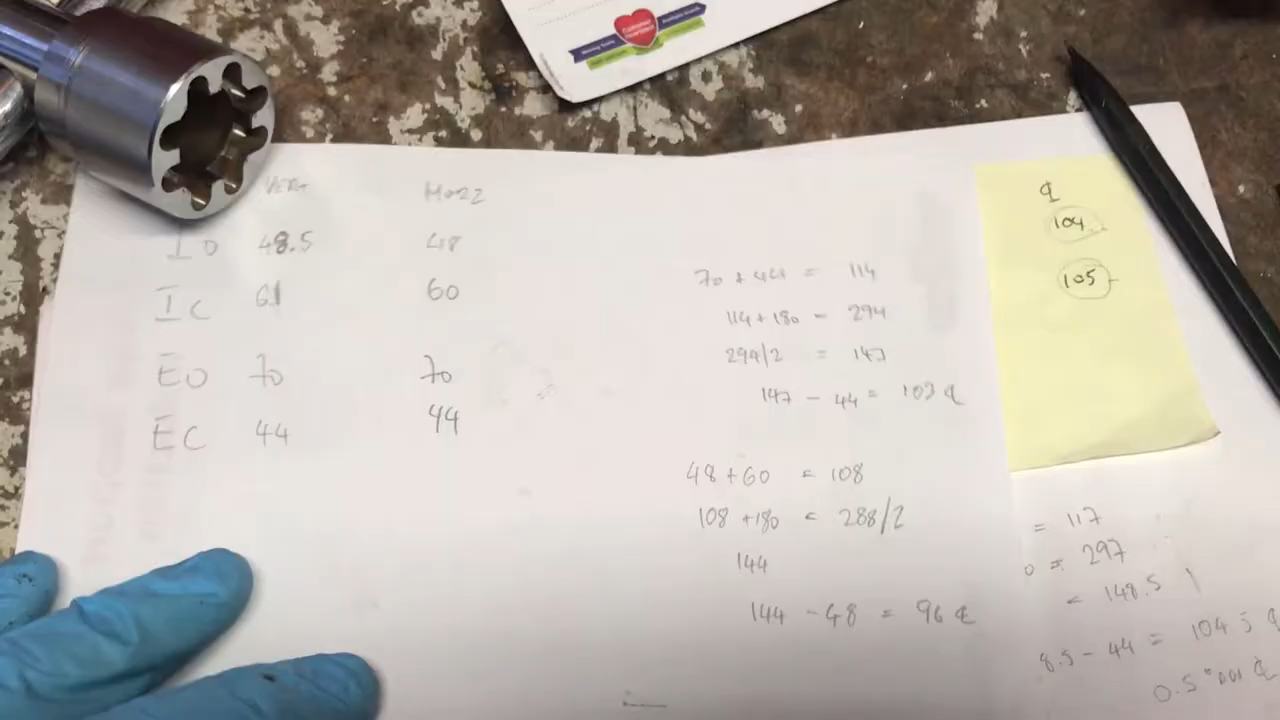 VERT HORZ
IO 48.5 48
IC 61 60
EO 70 70
EC 44 44
70 + 44 = 114
114 + 180 = 294
294/2 = 147
147 - 44 = 103 ȼ
48 + 60 = 108
108 + 180 = 288/2
144
144 - 48 = 96 ȼ
ȼ
104
105
= 117
0 = 297
= 148.5
8.5 - 44 = 104 5 ȼ